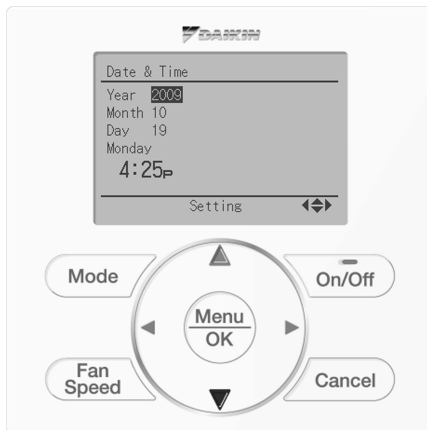 DAIKIN
Date & Time
Year 2009
Month 10
Day 19
Monday
4:25P
Setting
Mode
On/Off
Menu
OK
Fan
Speed
Cancel